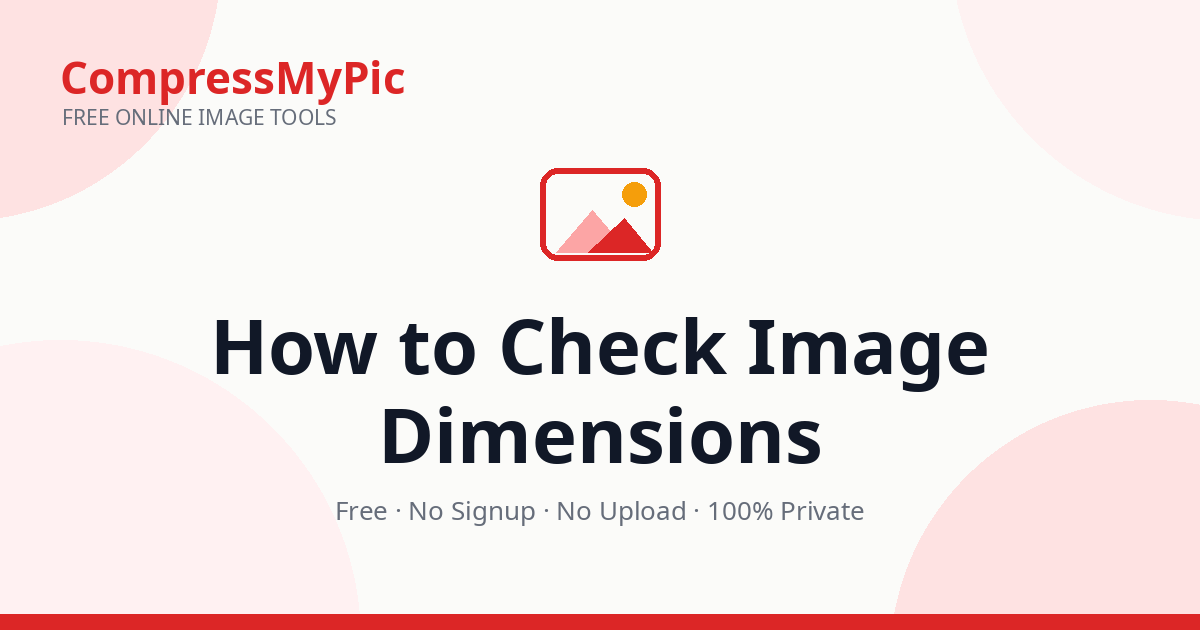 CompressMyPic
FREE ONLINE IMAGE TOOLS
How to Check Image
Dimensions
Free · No Signup · No Upload · 100% Private